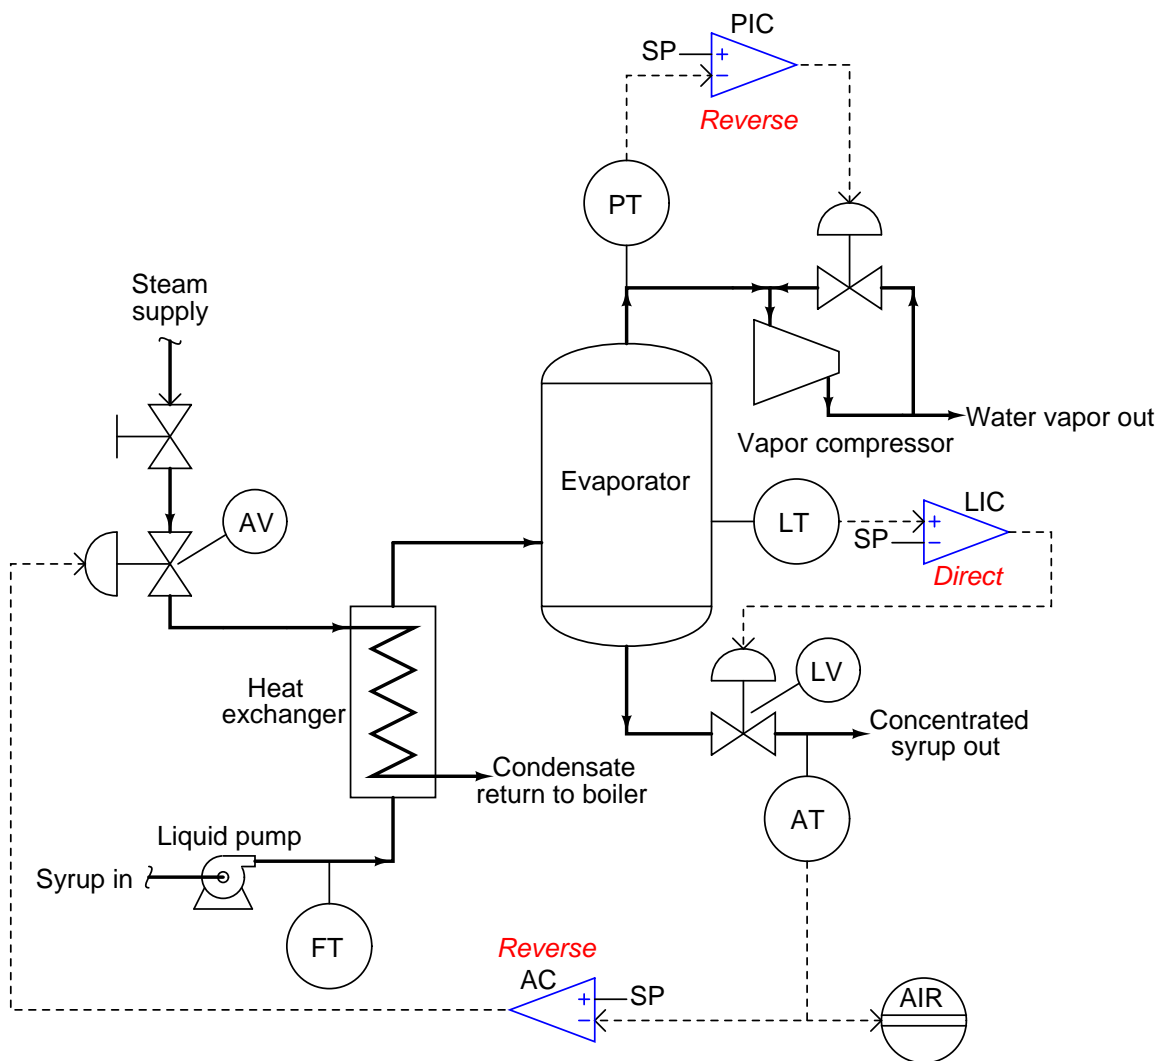 PIC
SP
+
−
Reverse
PT
Steam
supply
Water vapor out
Vapor compressor
Evaporator
AV
LT
LIC
+
SP
−
Direct
Heat
exchanger
LV
Concentrated
syrup out
Condensate
return to boiler
AT
Liquid pump
Syrup in
FT
Reverse
AC
+
SP
−
AIR